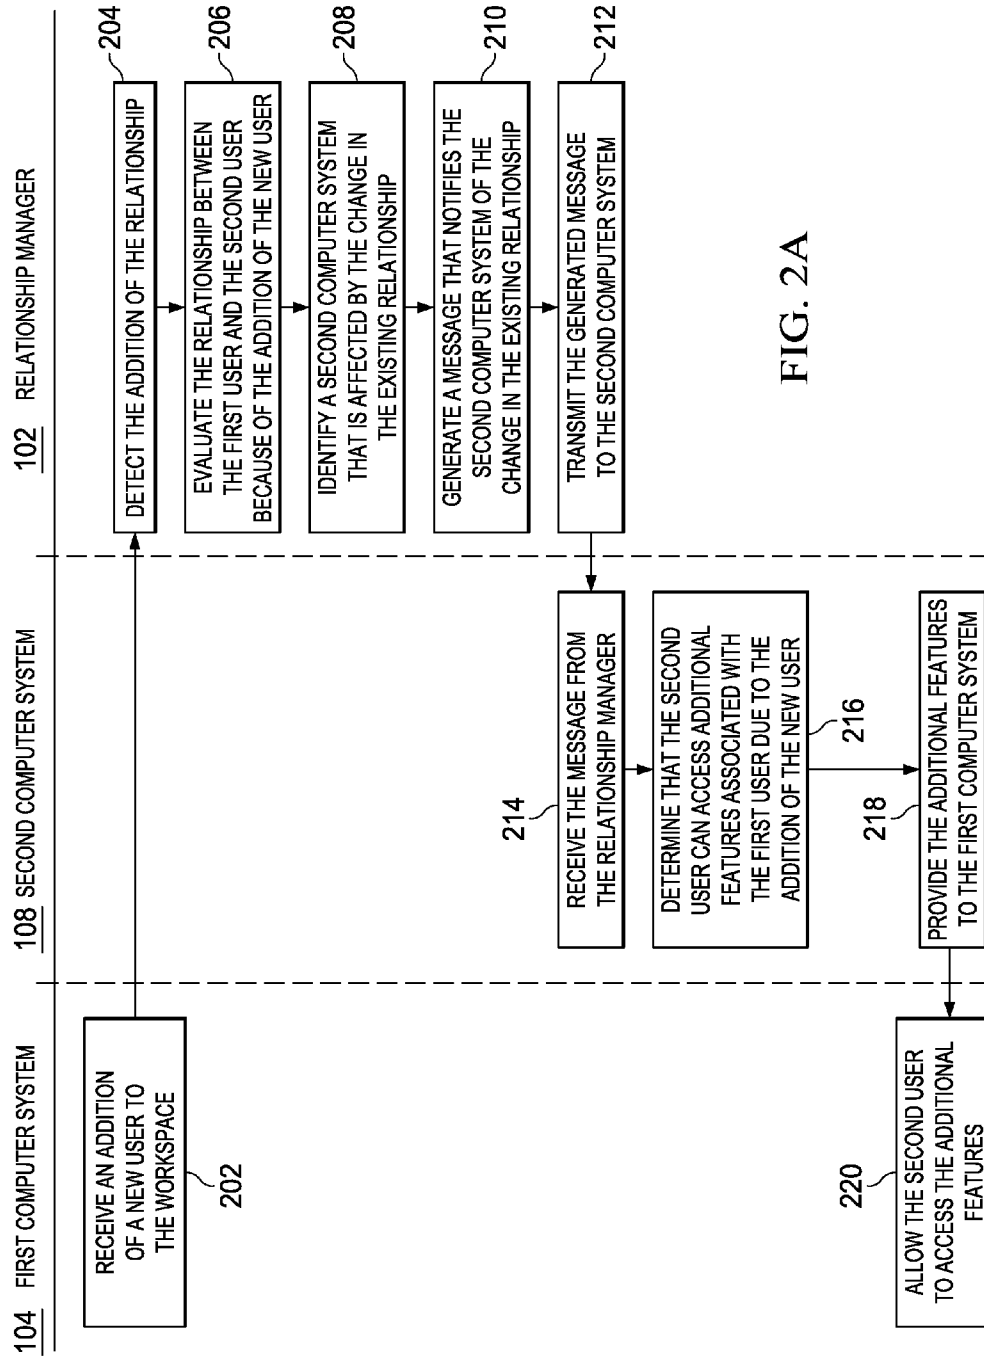 104 FIRST COMPUTER SYSTEM
108 SECOND COMPUTER SYSTEM
102 RELATIONSHIP MANAGER
RECEIVE AN ADDITION
OF A NEW USER TO
THE WORKSPACE
202
DETECT THE ADDITION OF THE RELATIONSHIP
204
EVALUATE THE RELATIONSHIP BETWEEN
THE FIRST USER AND THE SECOND USER
BECAUSE OF THE ADDITION OF THE NEW USER
206
IDENTIFY A SECOND COMPUTER SYSTEM
THAT IS AFFECTED BY THE CHANGE IN
THE EXISTING RELATIONSHIP
208
GENERATE A MESSAGE THAT NOTIFIES THE
SECOND COMPUTER SYSTEM OF THE
CHANGE IN THE EXISTING RELATIONSHIP
210
TRANSMIT THE GENERATED MESSAGE
TO THE SECOND COMPUTER SYSTEM
212
214
RECEIVE THE MESSAGE FROM
THE RELATIONSHIP MANAGER
DETERMINE THAT THE SECOND
USER CAN ACCESS ADDITIONAL
FEATURES ASSOCIATED WITH
THE FIRST USER DUE TO THE
ADDITION OF THE NEW USER
216
218
PROVIDE THE ADDITIONAL FEATURES
TO THE FIRST COMPUTER SYSTEM
220
ALLOW THE SECOND USER
TO ACCESS THE ADDITIONAL
FEATURES
FIG. 2A